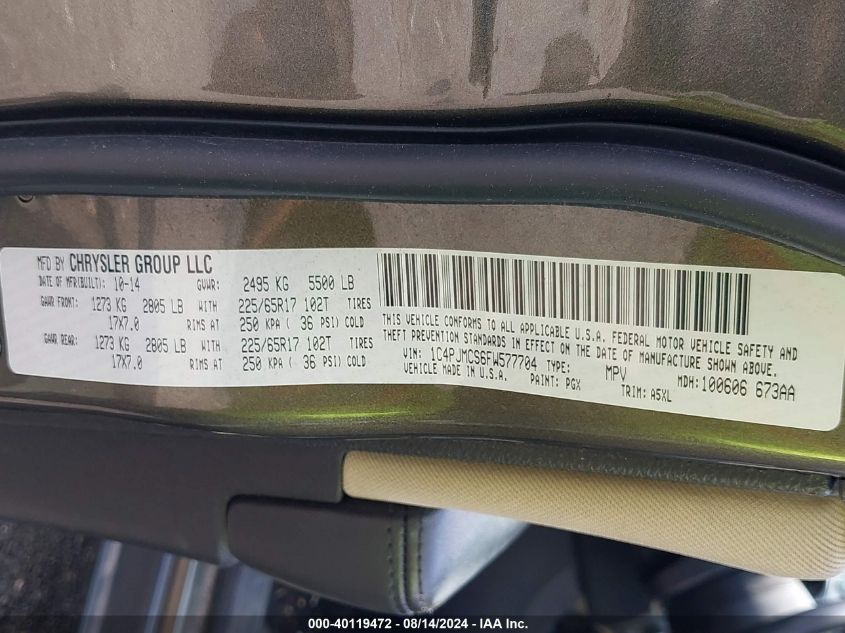 MFD BY CHRYSLER GROUP LLC
DATE OF MFR(BUILT): 10-14 GVWR: 2495 KG 5500 LB
GAWR FRONT: 1273 KG 2805 LB WITH 225/65R17 102T TIRES
17X7.0 RIMS AT 250 KPA ( 36 PSI) COLD
GAWR REAR: 1273 KG 2805 LB WITH 225/65R17 102T TIRES
17X7.0 RIMS AT 250 KPA ( 36 PSI) COLD
THIS VEHICLE CONFORMS TO ALL APPLICABLE U.S.A. FEDERAL MOTOR VEHICLE SAFETY AND
THEFT PREVENTION STANDARDS IN EFFECT ON THE DATE OF MANUFACTURE SHOWN ABOVE.
VIN: 1C4PJMCS6FW577704 TYPE: MPV MDH: 100606 673AA
VEHICLE MADE IN U.S.A. PAINT: PGX TRIM: A5XL
000-40119472 - 08/14/2024 - IAA Inc.